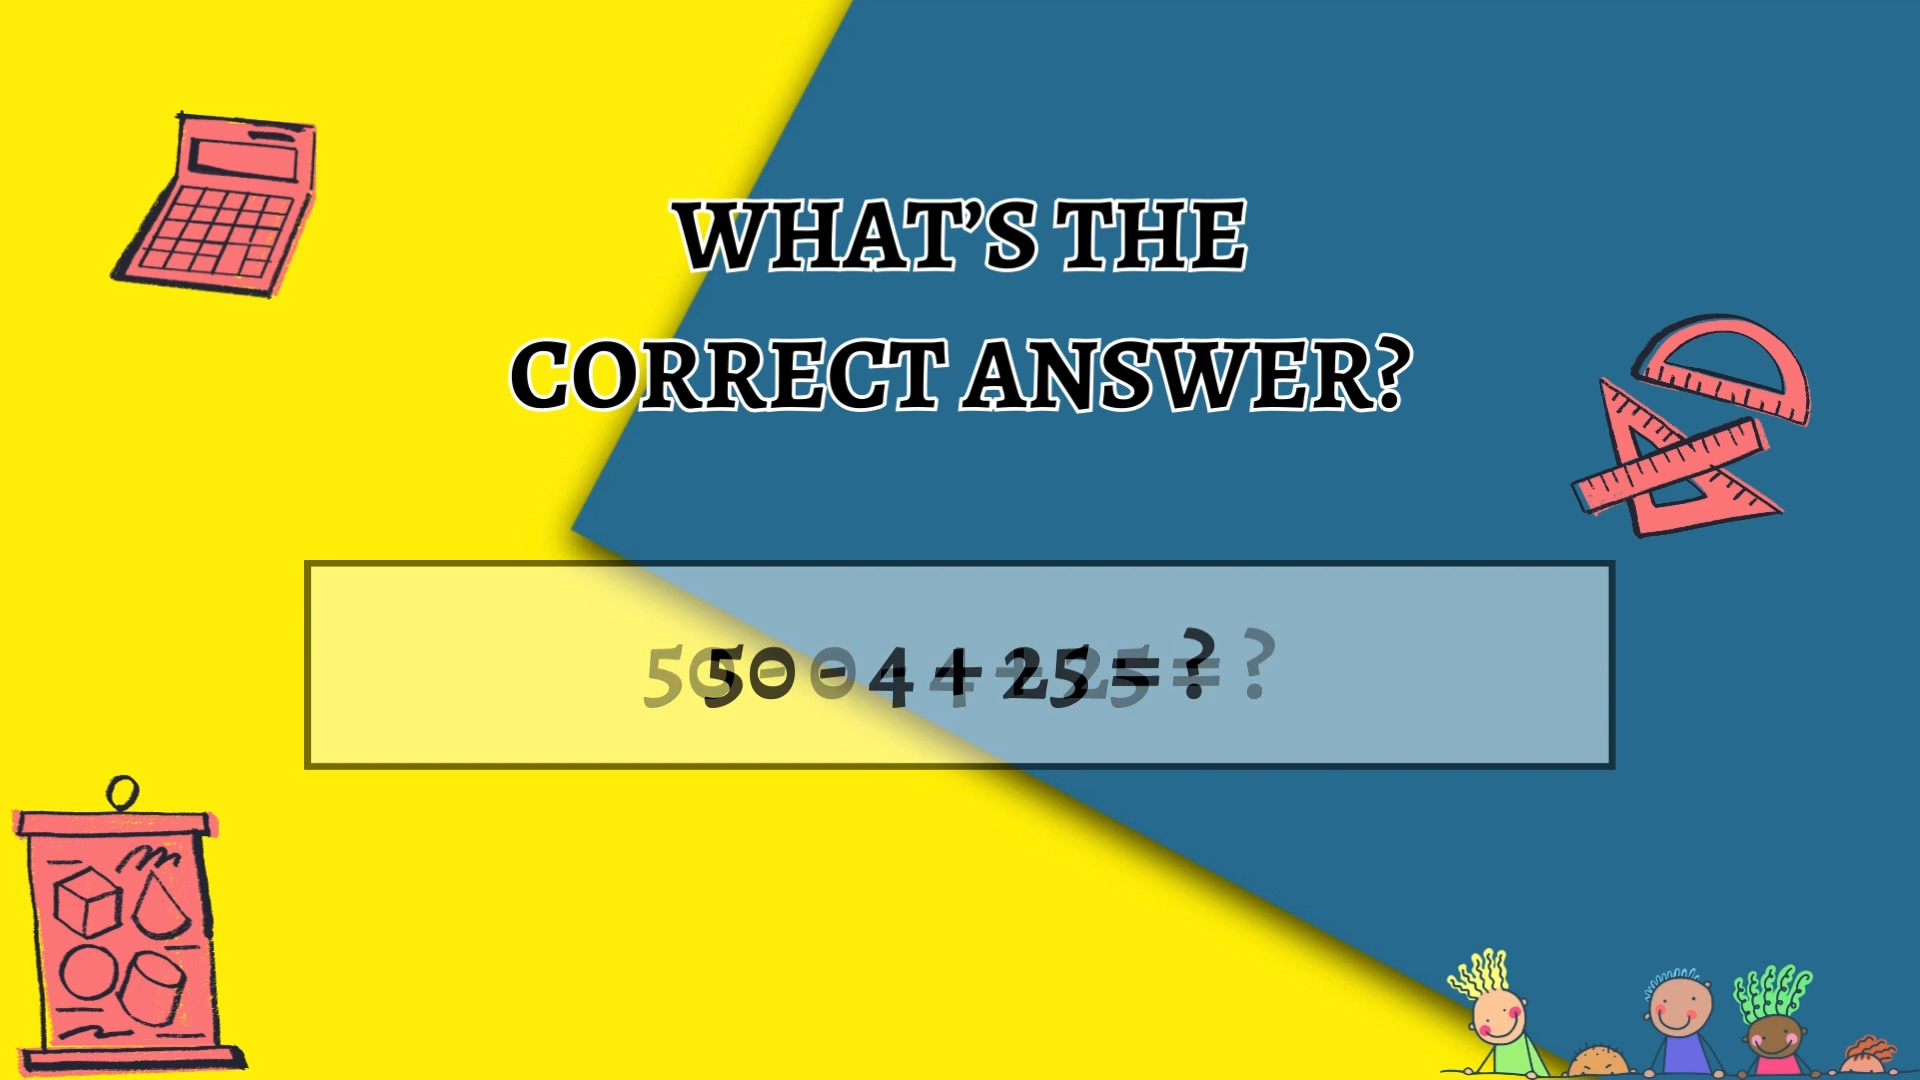 WHAT'S THE
CORRECT ANSWER?
50 - 4 + 25 = ?